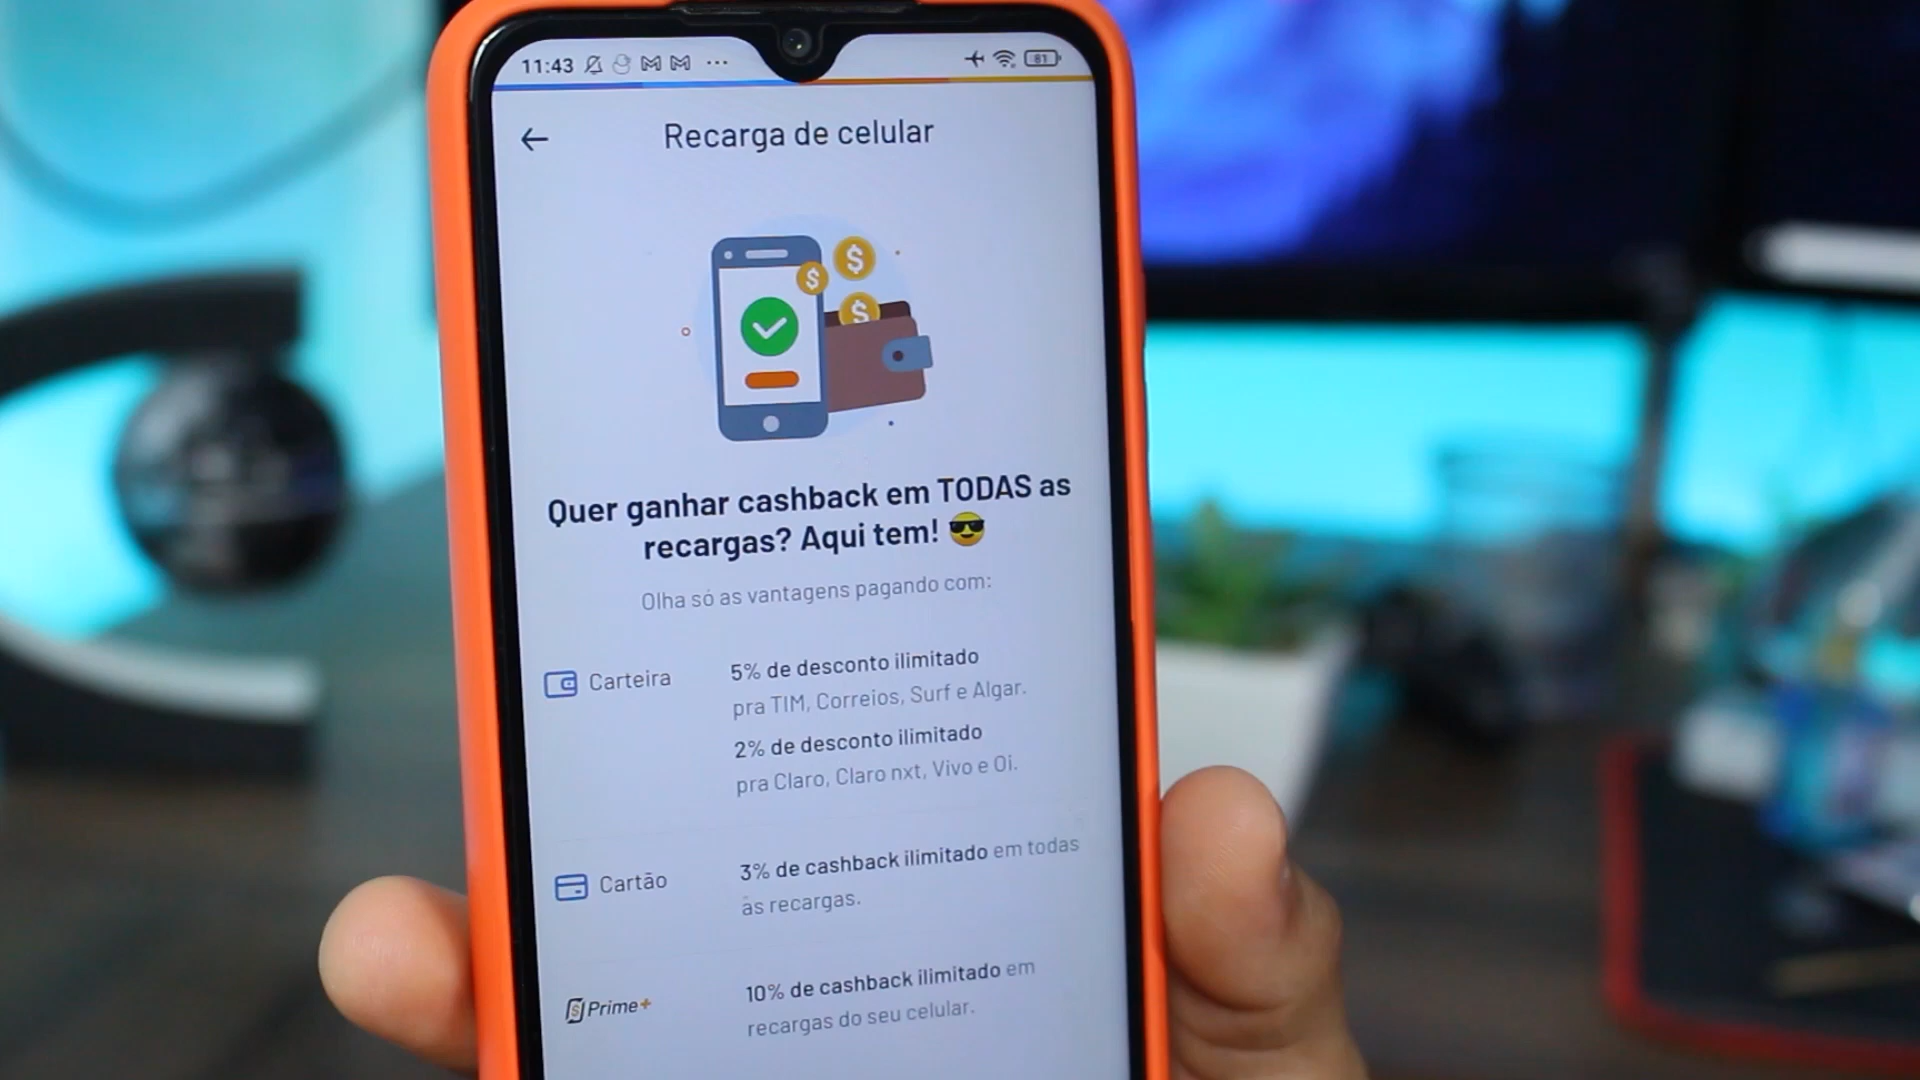 11:43 ... 81
Recarga de celular
Quer ganhar cashback em TODAS as
recargas? Aqui tem! 😎
Olha só as vantagens pagando com:
Carteira
5% de desconto ilimitado
pra TIM, Correios, Surf e Algar.
2% de desconto ilimitado
pra Claro, Claro nxt, Vivo e Oi.
Cartão
3% de cashback ilimitado em todas
as recargas.
Prime+
10% de cashback ilimitado em
recargas do seu celular.